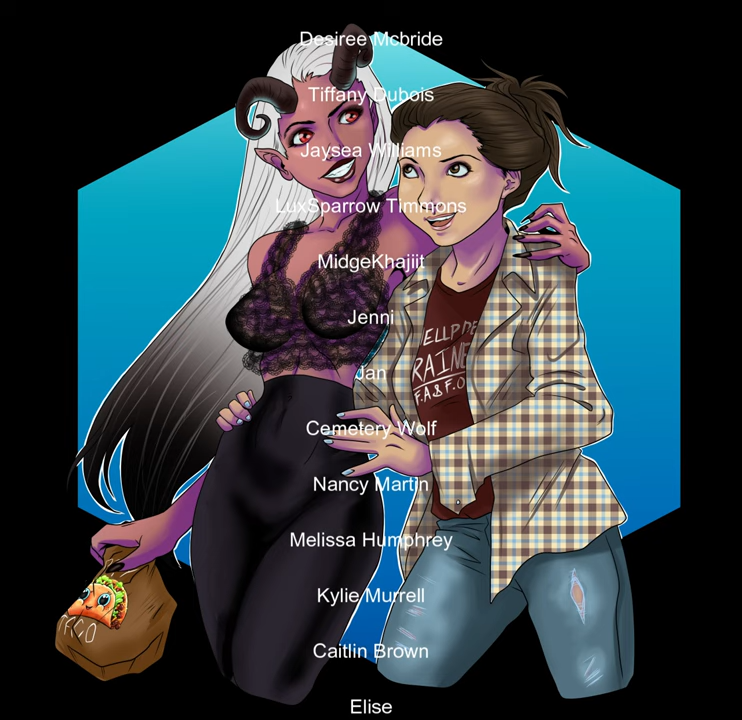 Desiree Mcbride
Tiffany Dubois
Jaysea Williams
LuxSparrow Timmons
MidgeKhajiit
Jenni
Jan
Cemetery Wolf
Nancy Martin
Melissa Humphrey
Kylie Murrell
Caitlin Brown
Elise
F.A&F.O